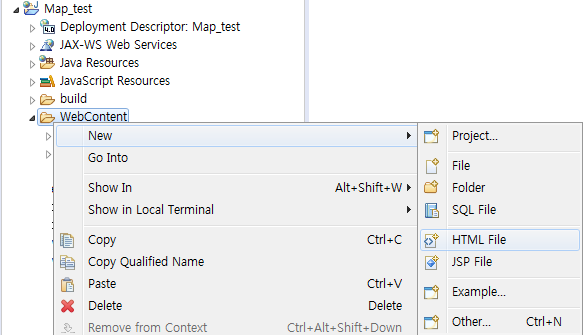 Map_test
Deployment Descriptor: Map_test
JAX-WS Web Services
Java Resources
JavaScript Resources
build
WebContent
New
Go Into
Show In Alt+Shift+W
Show in Local Terminal
Copy Ctrl+C
Copy Qualified Name
Paste Ctrl+V
Delete Delete
Remove from Context Ctrl+Alt+Shift+Down
Project...
File
Folder
SQL File
HTML File
JSP File
Example...
Other... Ctrl+N